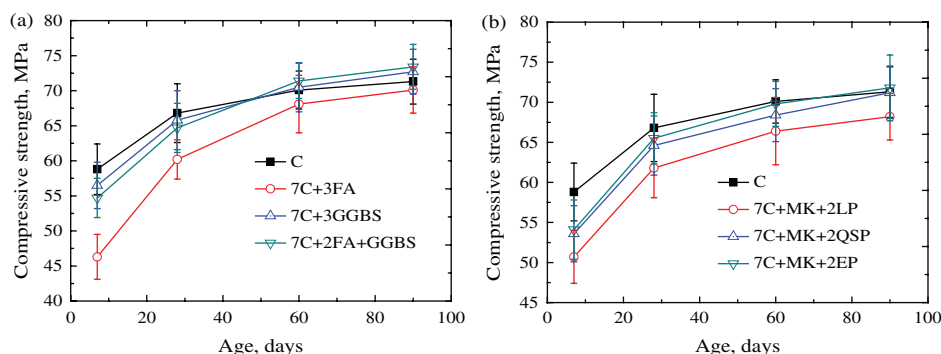 (a)
80
75
70
65
60
55
50
45
40
Compressive strength, MPa
C
7C+3FA
7C+3GGBS
7C+2FA+GGBS
0 20 40 60 80 100
Age, days
(b)
80
75
70
65
60
55
50
45
Compressive strength, MPa
C
7C+MK+2LP
7C+MK+2QSP
7C+MK+2EP
0 20 40 60 80 100
Age, days